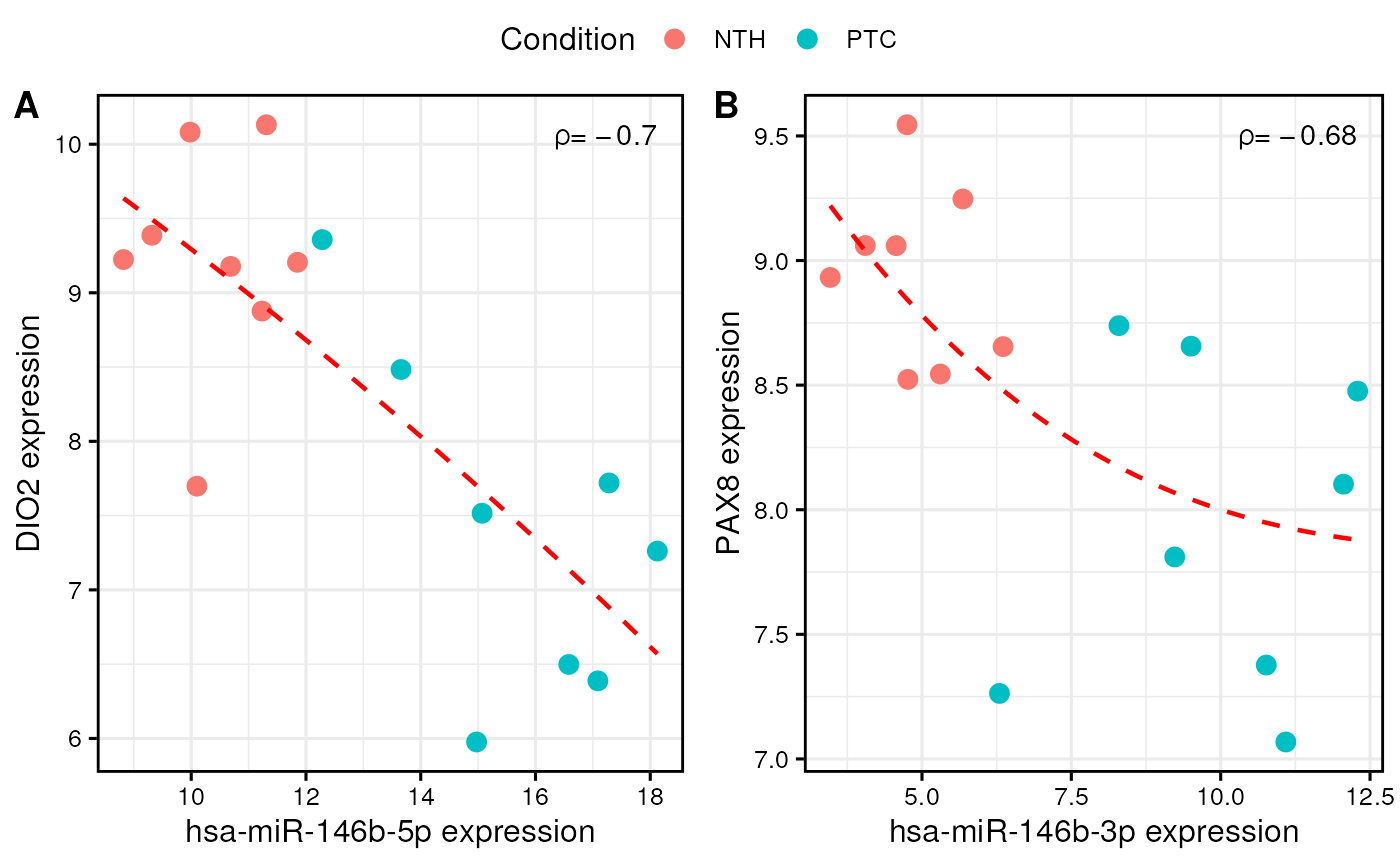 Condition NTH PTC
A
ρ= −0.7
DIO2 expression
10
9
8
7
6
10 12 14 16 18
hsa-miR-146b-5p expression
B
ρ= −0.68
PAX8 expression
9.5
9.0
8.5
8.0
7.5
7.0
5.0 7.5 10.0 12.5
hsa-miR-146b-3p expression